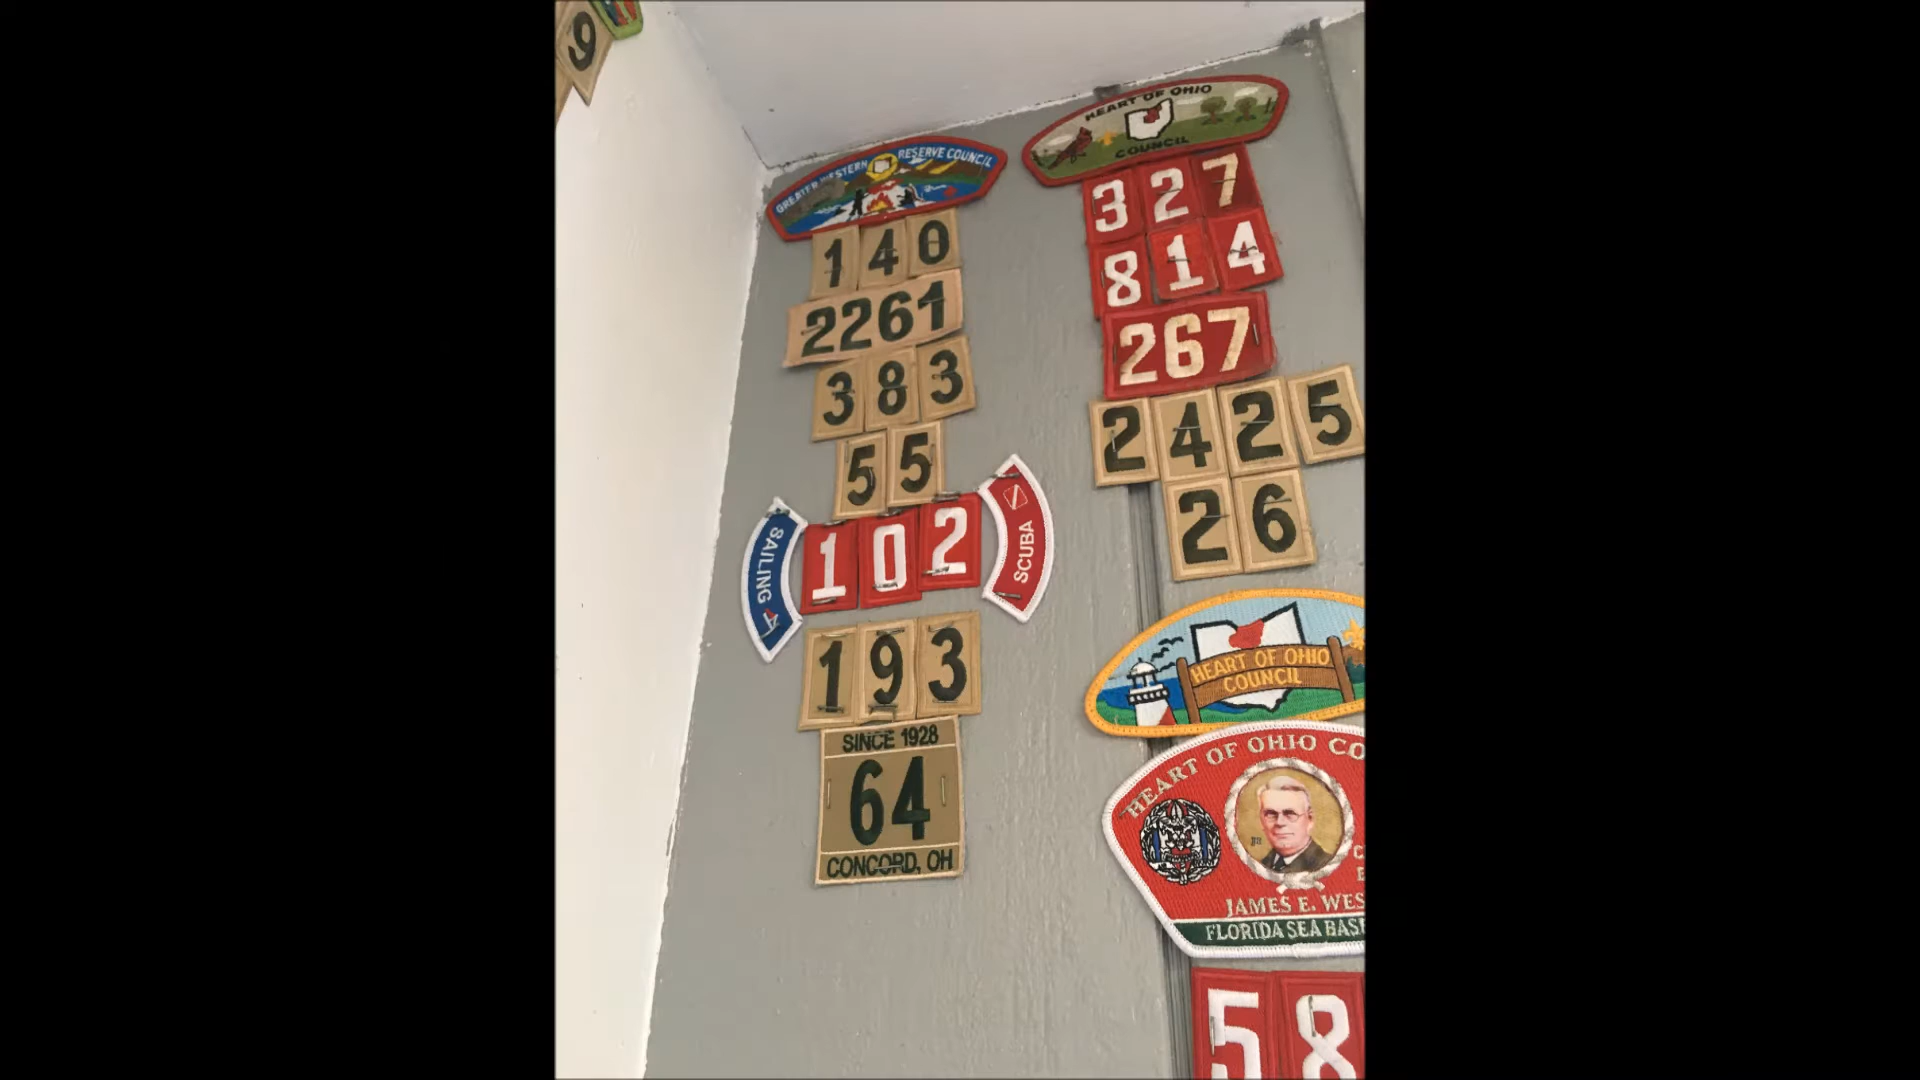 9
GREATER WESTERN RESERVE COUNCIL
140
2261
383
55
SAILING
102
SCUBA
193
SINCE 1928
64
CONCORD, OH
HEART OF OHIO
COUNCIL
327
814
267
2425
26
HEART OF OHIO
COUNCIL
HEART OF OHIO CO
JAMES E. WES
FLORIDA SEA BAS
58